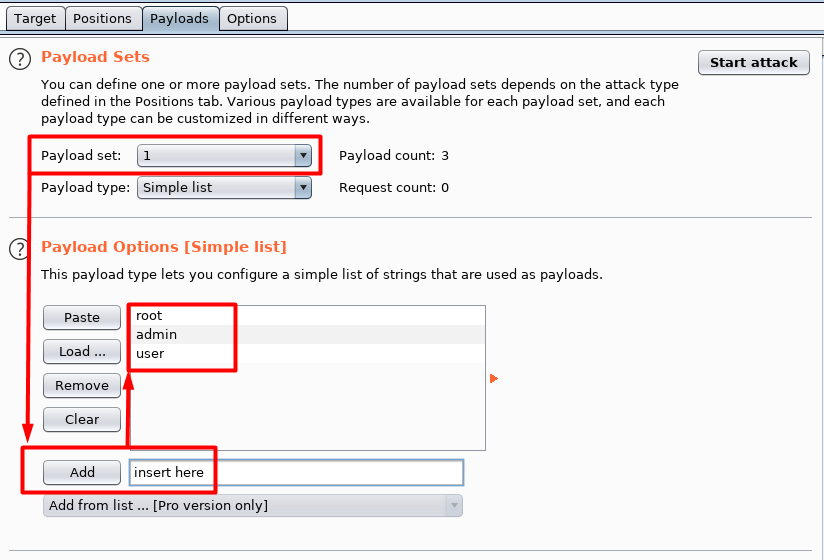 Target Positions Payloads Options
? Payload Sets
Start attack
You can define one or more payload sets. The number of payload sets depends on the attack type
defined in the Positions tab. Various payload types are available for each payload set, and each
payload type can be customized in different ways.
Payload set: 1 Payload count: 3
Payload type: Simple list Request count: 0
? Payload Options [Simple list]
This payload type lets you configure a simple list of strings that are used as payloads.
Paste
Load ...
Remove
Clear
root
admin
user
Add insert here
Add from list ... [Pro version only]